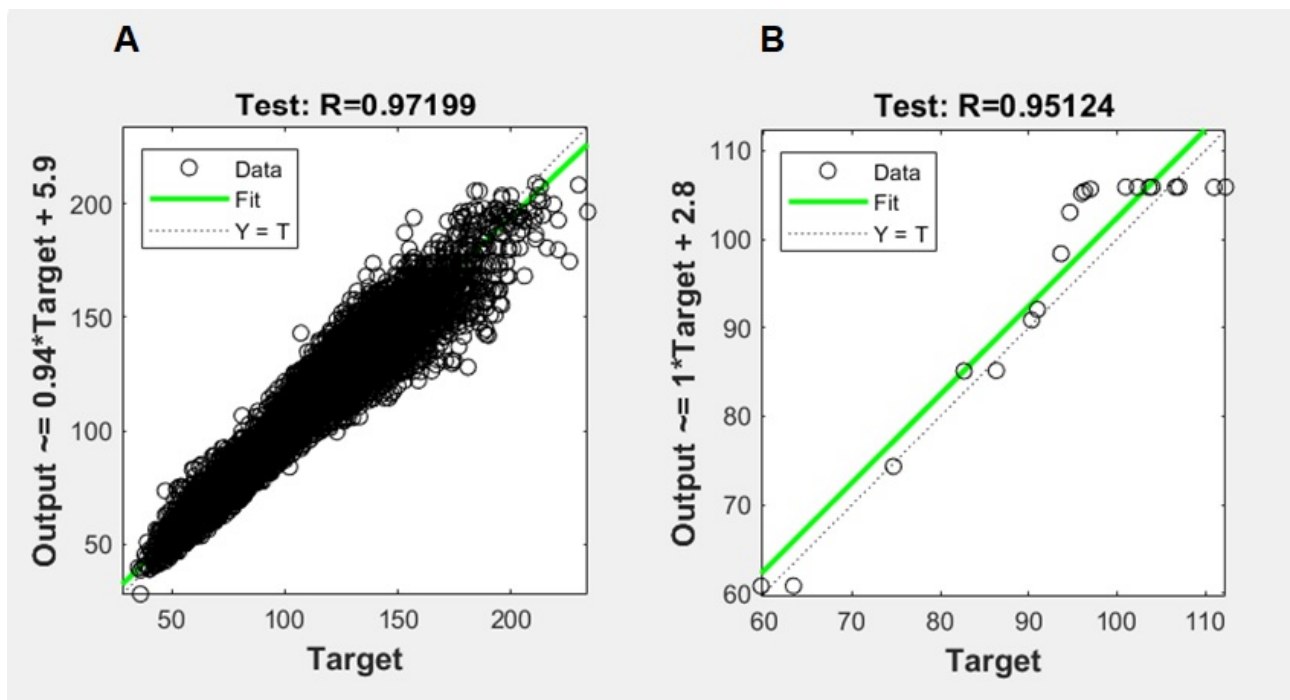 A
Test: R=0.97199
Data
Fit
Y = T
Output ~= 0.94*Target + 5.9
200
150
100
50
50 100 150 200
Target
B
Test: R=0.95124
Data
Fit
Y = T
Output ~= 1*Target + 2.8
110
100
90
80
70
60
60 70 80 90 100 110
Target